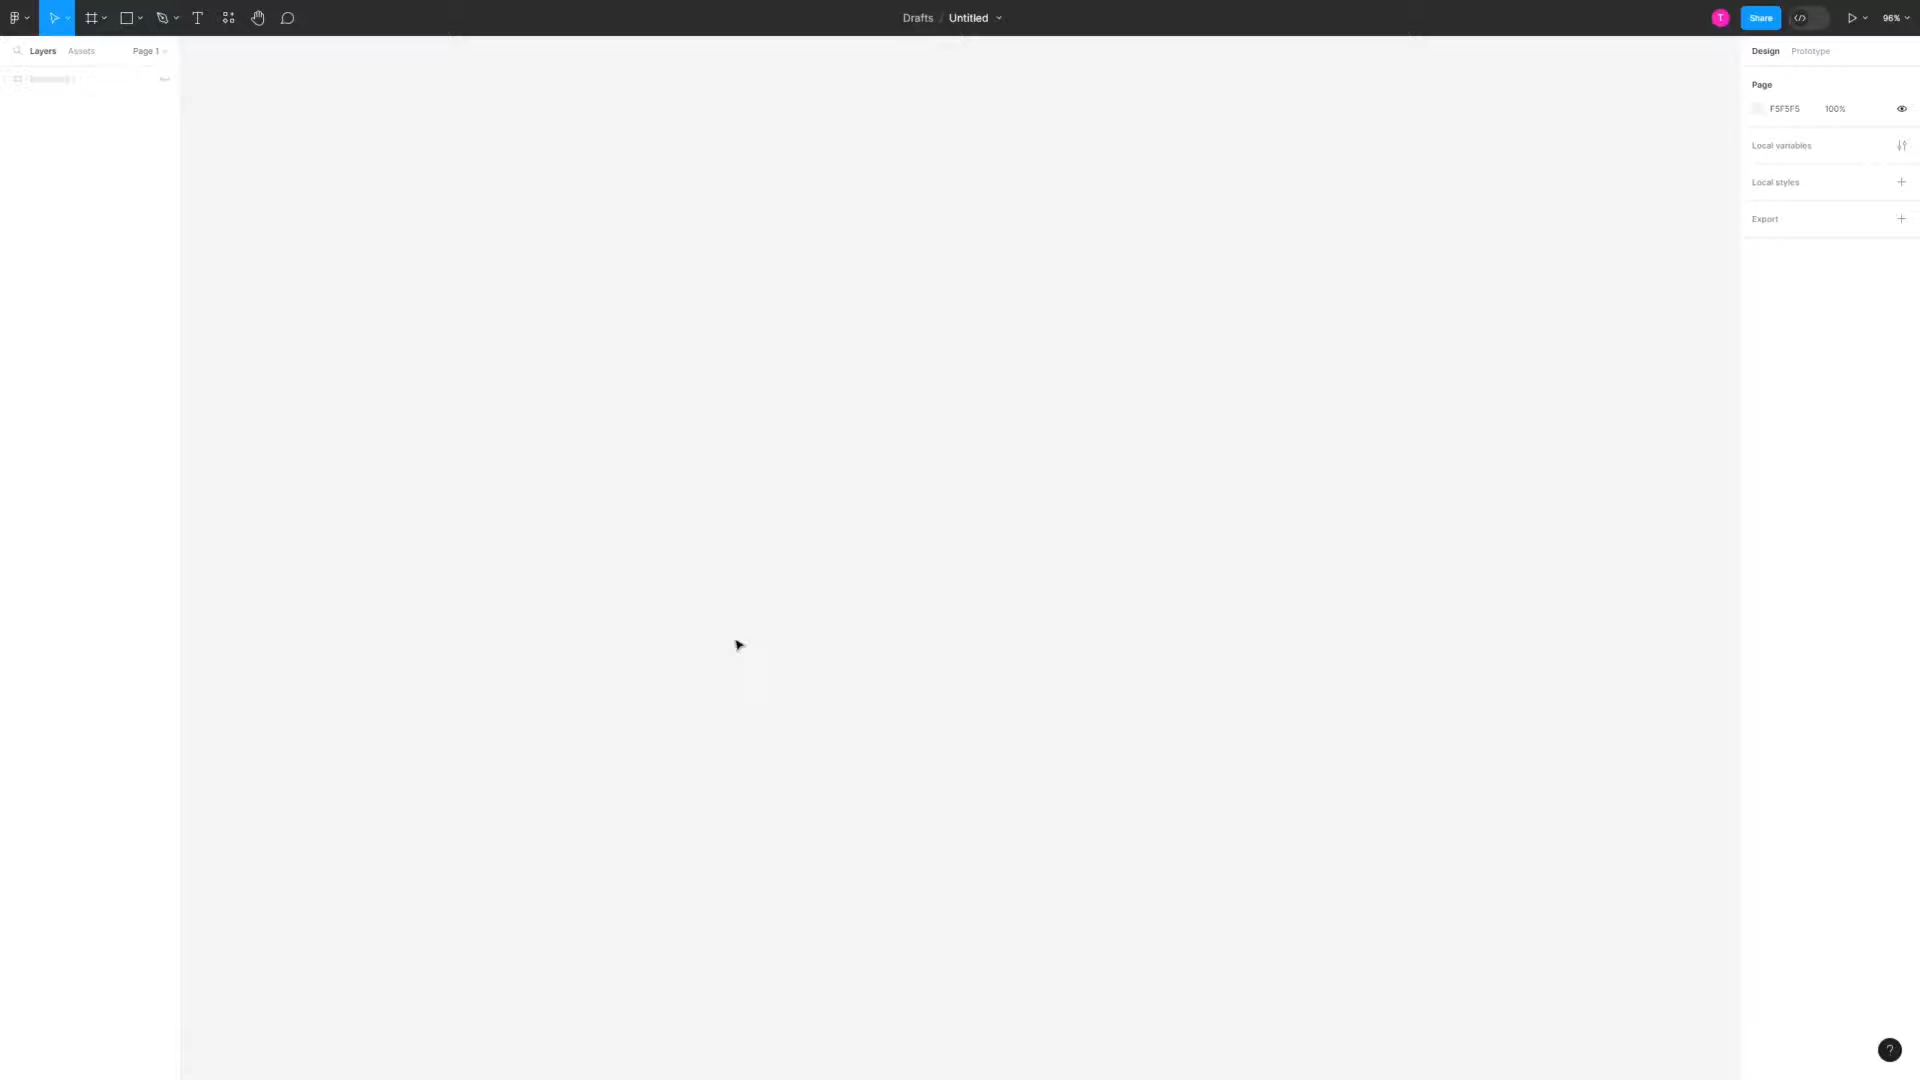 Drafts / Untitled
T
Share
96%
Layers Assets Page 1
Design Prototype
Page
F5F5F5 100%
Local variables
Local styles
Export
?